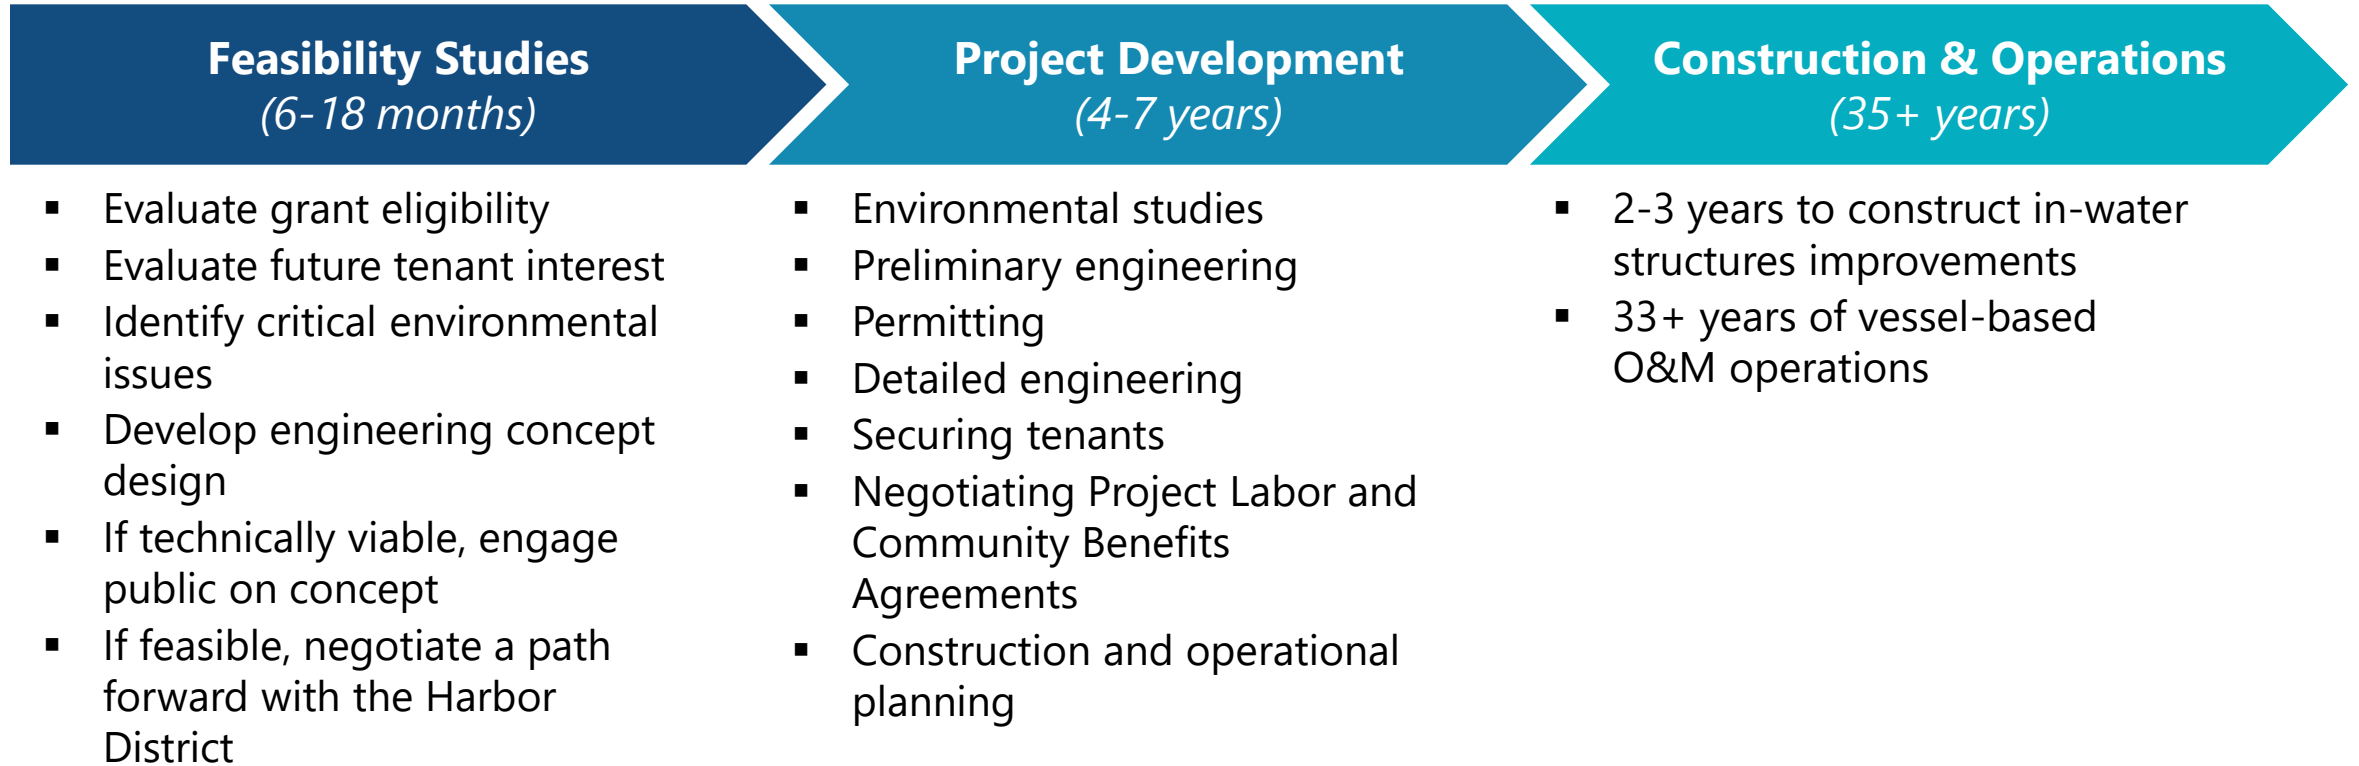 Feasibility Studies
(6-18 months)
▪ Evaluate grant eligibility
▪ Evaluate future tenant interest
▪ Identify critical environmental
issues
▪ Develop engineering concept
design
▪ If technically viable, engage
public on concept
▪ If feasible, negotiate a path
forward with the Harbor
District
Project Development
(4-7 years)
▪ Environmental studies
▪ Preliminary engineering
▪ Permitting
▪ Detailed engineering
▪ Securing tenants
▪ Negotiating Project Labor and
Community Benefits
Agreements
▪ Construction and operational
planning
Construction & Operations
(35+ years)
▪ 2-3 years to construct in-water
structures improvements
▪ 33+ years of vessel-based
O&M operations